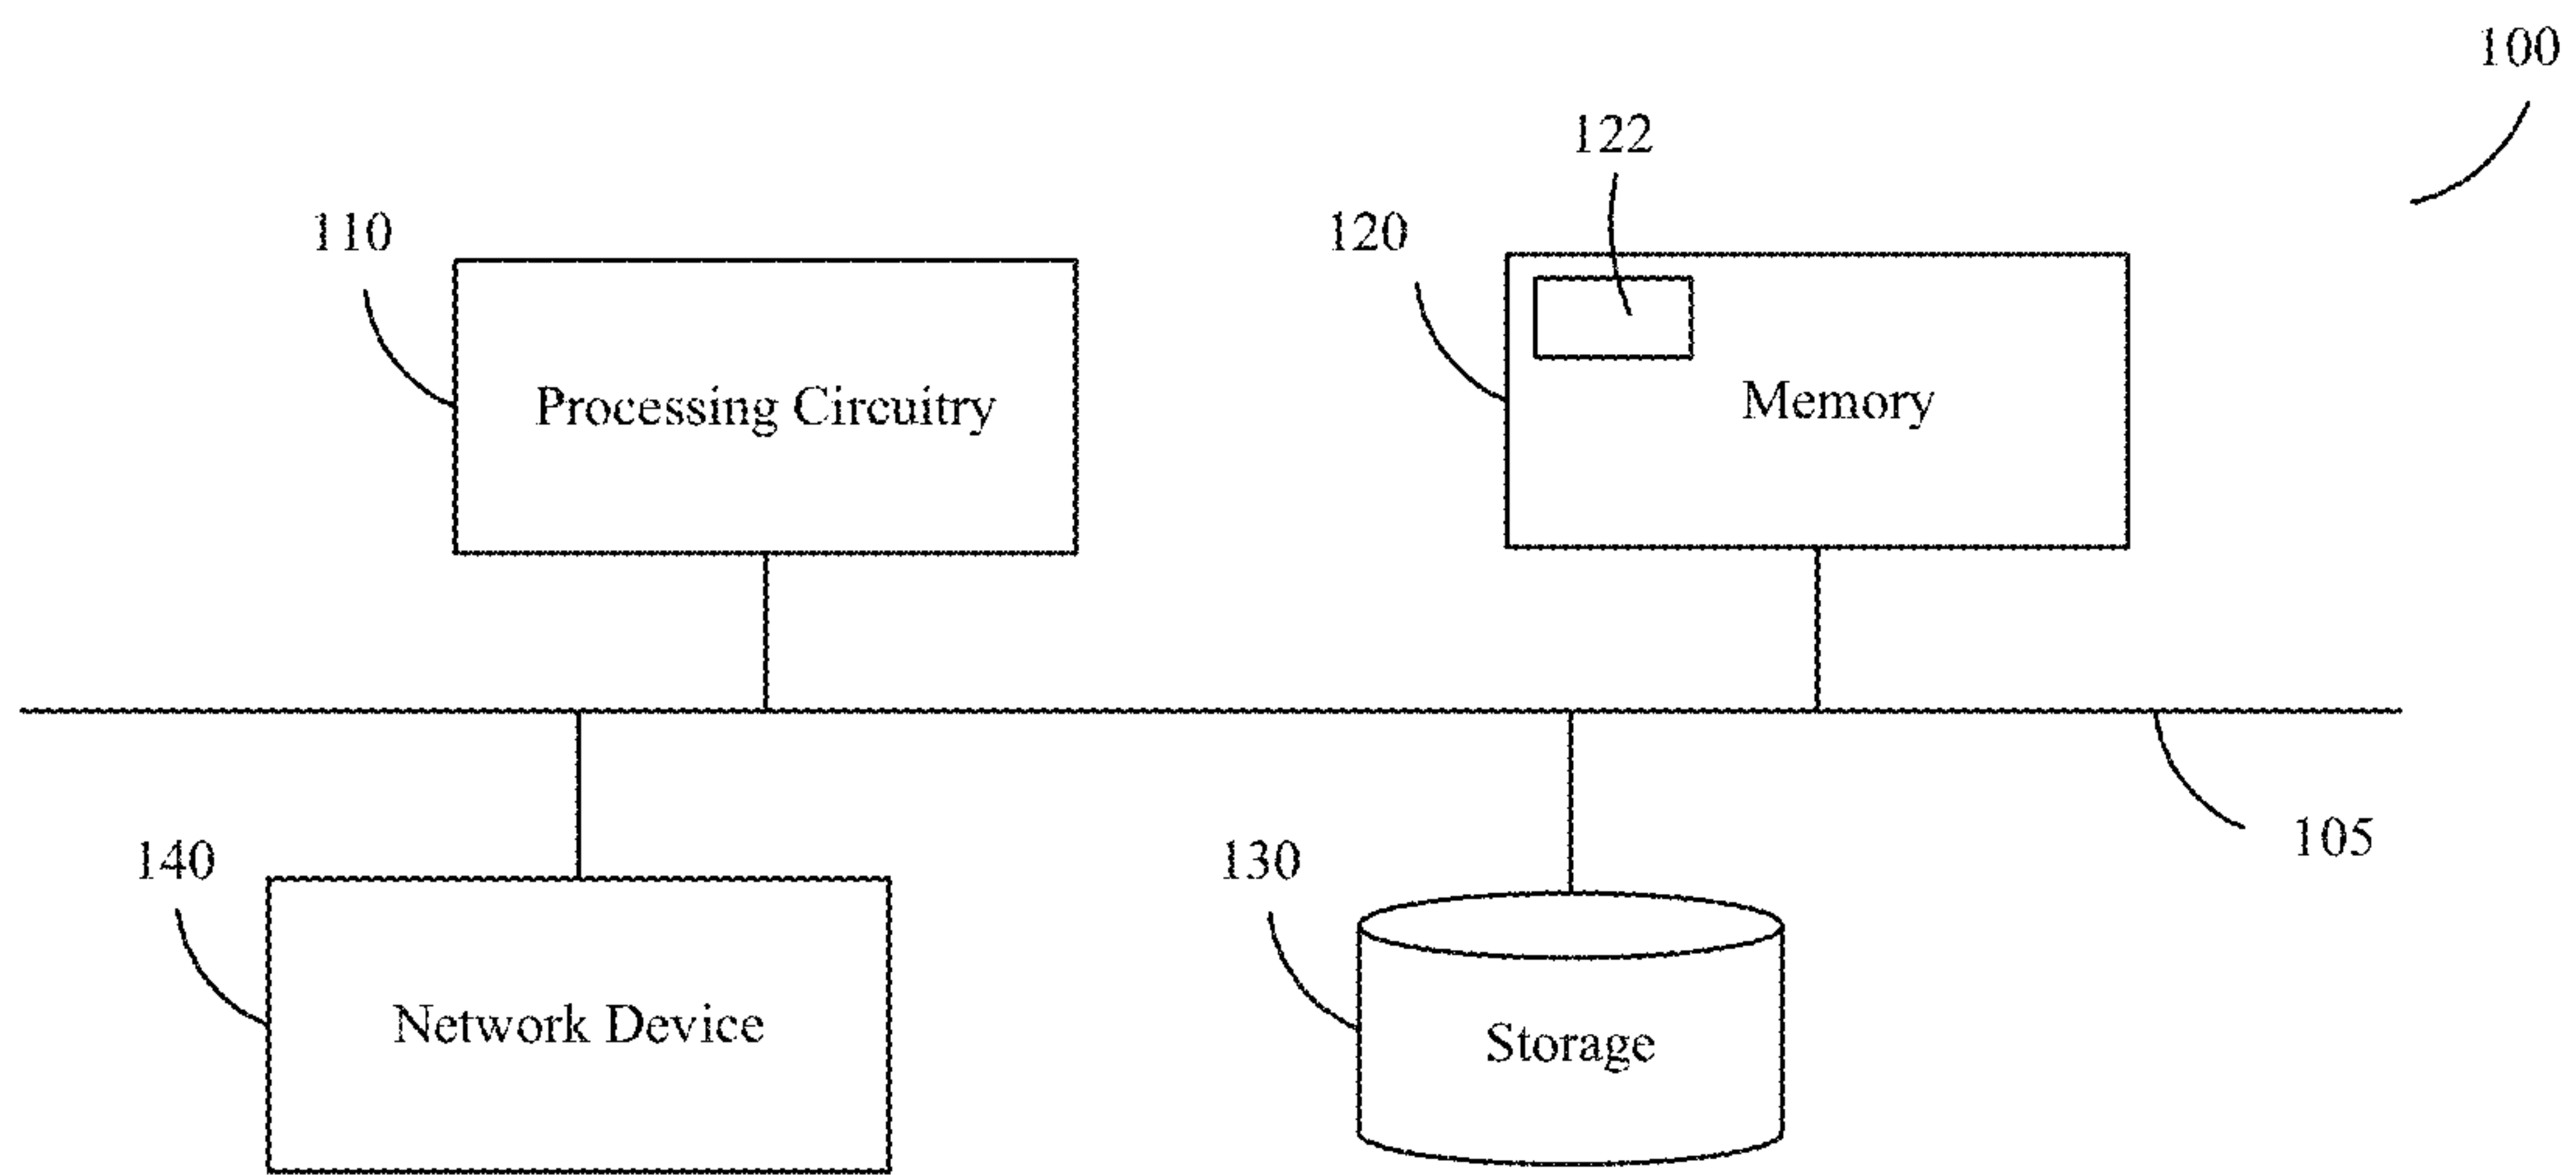 100
122
110
120
Processing Circuitry
Memory
105
140
130
Network Device
Storage